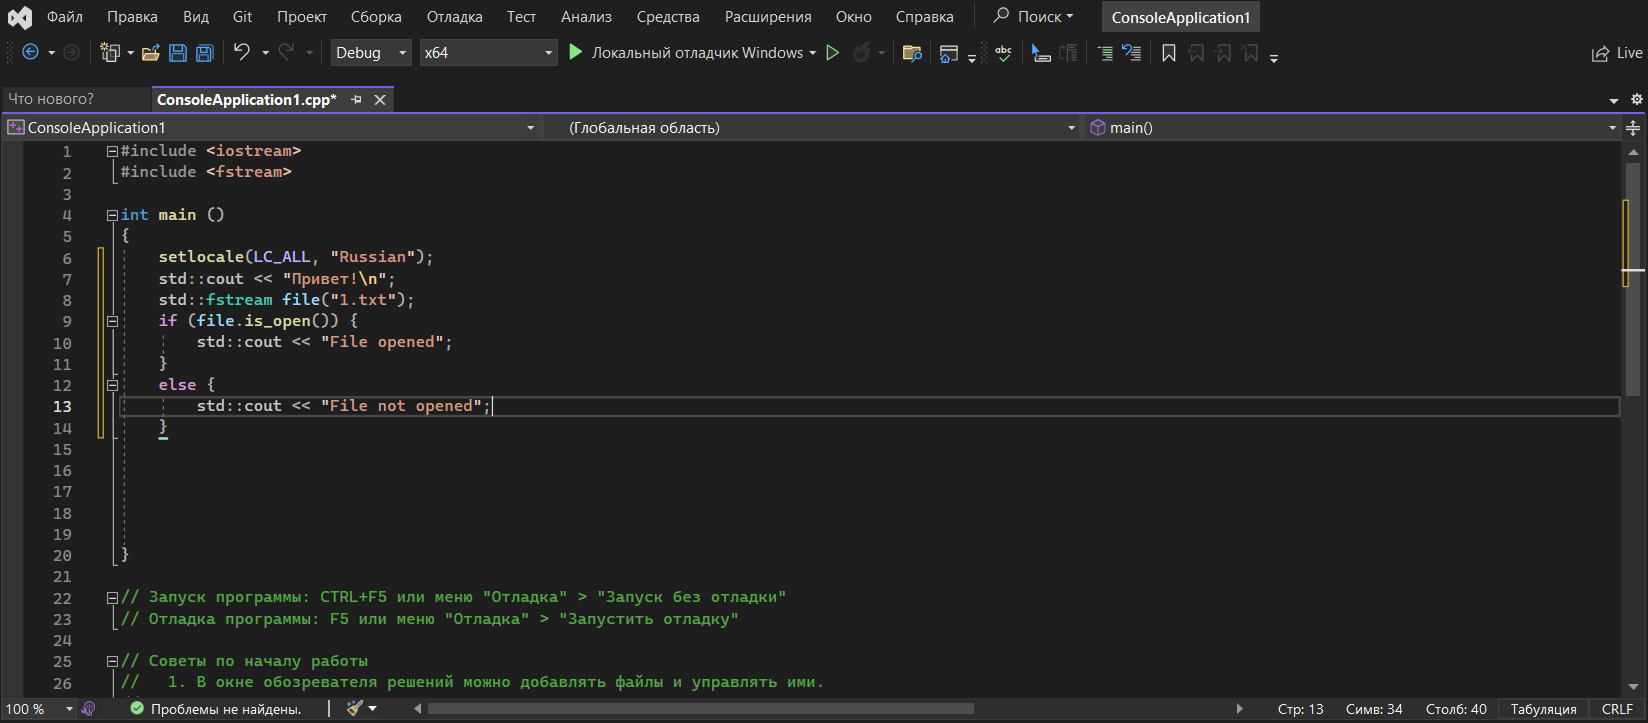 Файл Правка Вид Git Проект Сборка Отладка Тест Анализ Средства Расширения Окно Справка Поиск ConsoleApplication1
Debug x64 Локальный отладчик Windows abc Live
Что нового? ConsoleApplication1.cpp*
ConsoleApplication1 (Глобальная область) main()
1 #include <iostream>
2 #include <fstream>
3
4 int main ()
5 {
6 setlocale(LC_ALL, "Russian");
7 std::cout << "Привет!\n";
8 std::fstream file("1.txt");
9 if (file.is_open()) {
10 std::cout << "File opened";
11 }
12 else {
13 std::cout << "File not opened";
14 }
15
16
17
18
19
20 }
21
22 // Запуск программы: CTRL+F5 или меню "Отладка" > "Запуск без отладки"
23 // Отладка программы: F5 или меню "Отладка" > "Запустить отладку"
24
25 // Советы по началу работы
26 // 1. В окне обозревателя решений можно добавлять файлы и управлять ими.
100 % Проблемы не найдены. Стр: 13 Симв: 34 Столб: 40 Табуляция CRLF